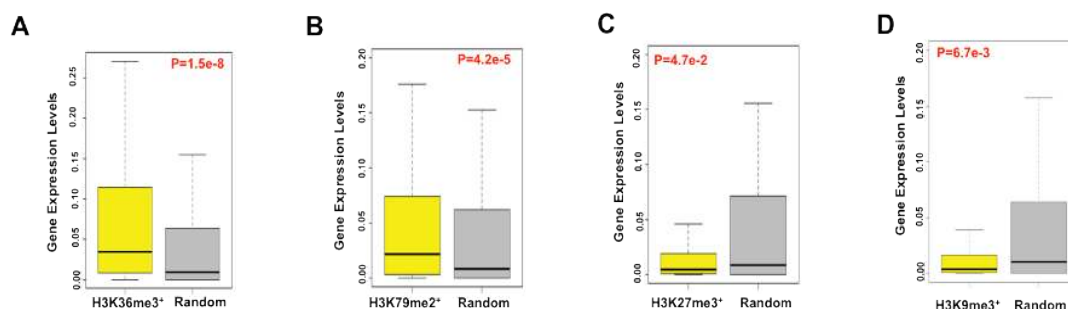 A
P=1.5e-8
Gene Expression Levels
0.25
0.20
0.15
0.10
0.05
0.00
H3K36me3⁺ Random
B
P=4.2e-5
Gene Expression Levels
0.20
0.15
0.10
0.05
0.00
H3K79me2⁺ Random
C
P=4.7e-2
Gene Expression Levels
0.20
0.15
0.10
0.05
0.00
H3K27me3⁺ Random
D
P=6.7e-3
Gene Expression Levels
0.20
0.15
0.10
0.05
0.00
H3K9me3⁺ Random